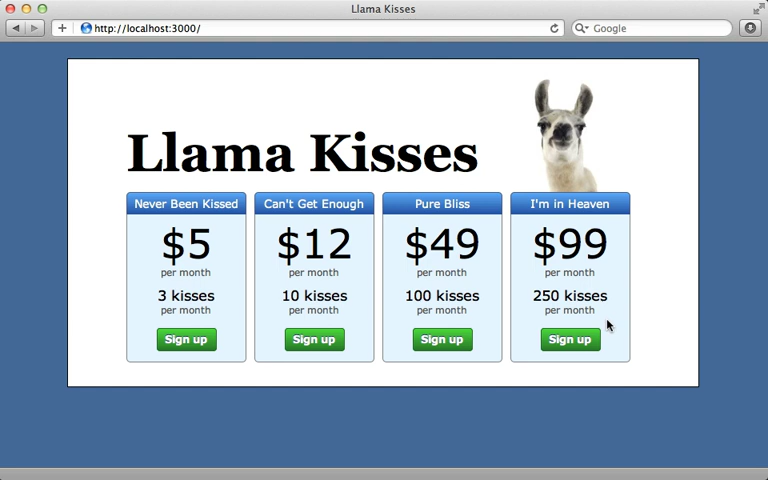 Llama Kisses
http://localhost:3000/
Google
Llama Kisses
Never Been Kissed
$5
per month
3 kisses
per month
Sign up
Can't Get Enough
$12
per month
10 kisses
per month
Sign up
Pure Bliss
$49
per month
100 kisses
per month
Sign up
I'm in Heaven
$99
per month
250 kisses
per month
Sign up